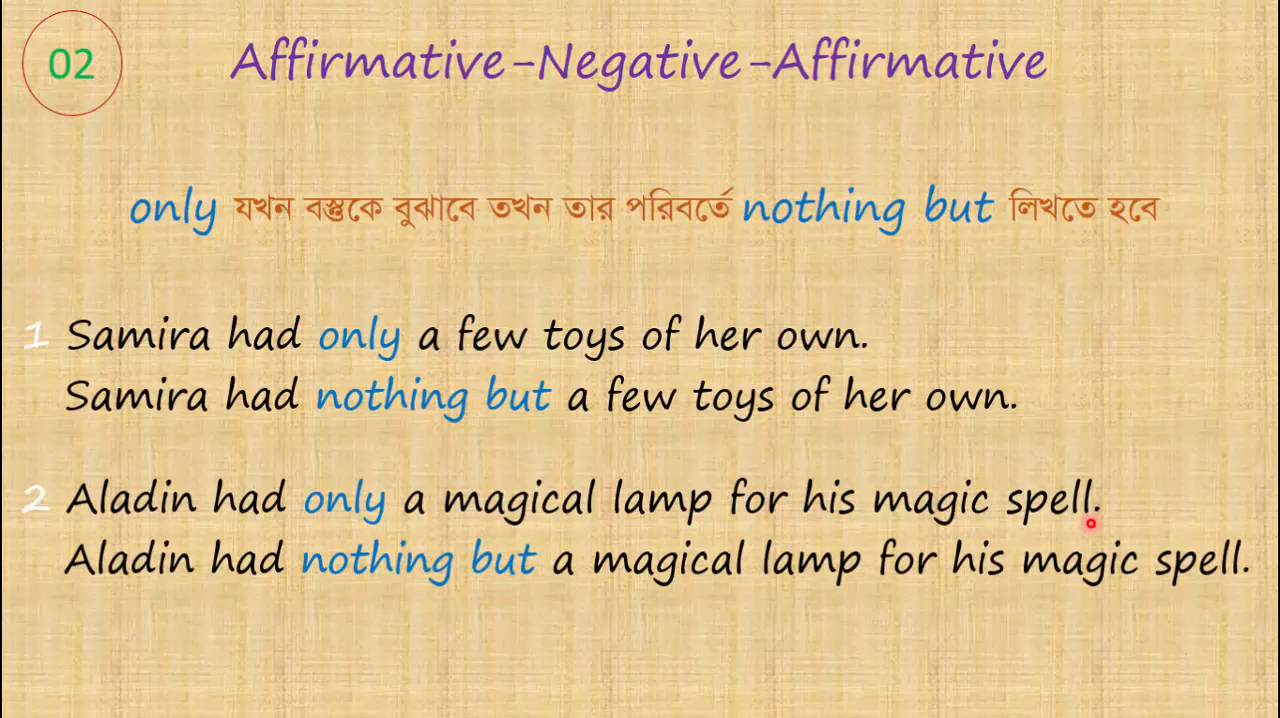 02
Affirmative-Negative-Affirmative
only যখন বস্তুকে বুঝাবে তখন তার পরিবর্তে nothing but লিখতে হবে
1 Samira had only a few toys of her own.
Samira had nothing but a few toys of her own.
2 Aladin had only a magical lamp for his magic spell.
Aladin had nothing but a magical lamp for his magic spell.